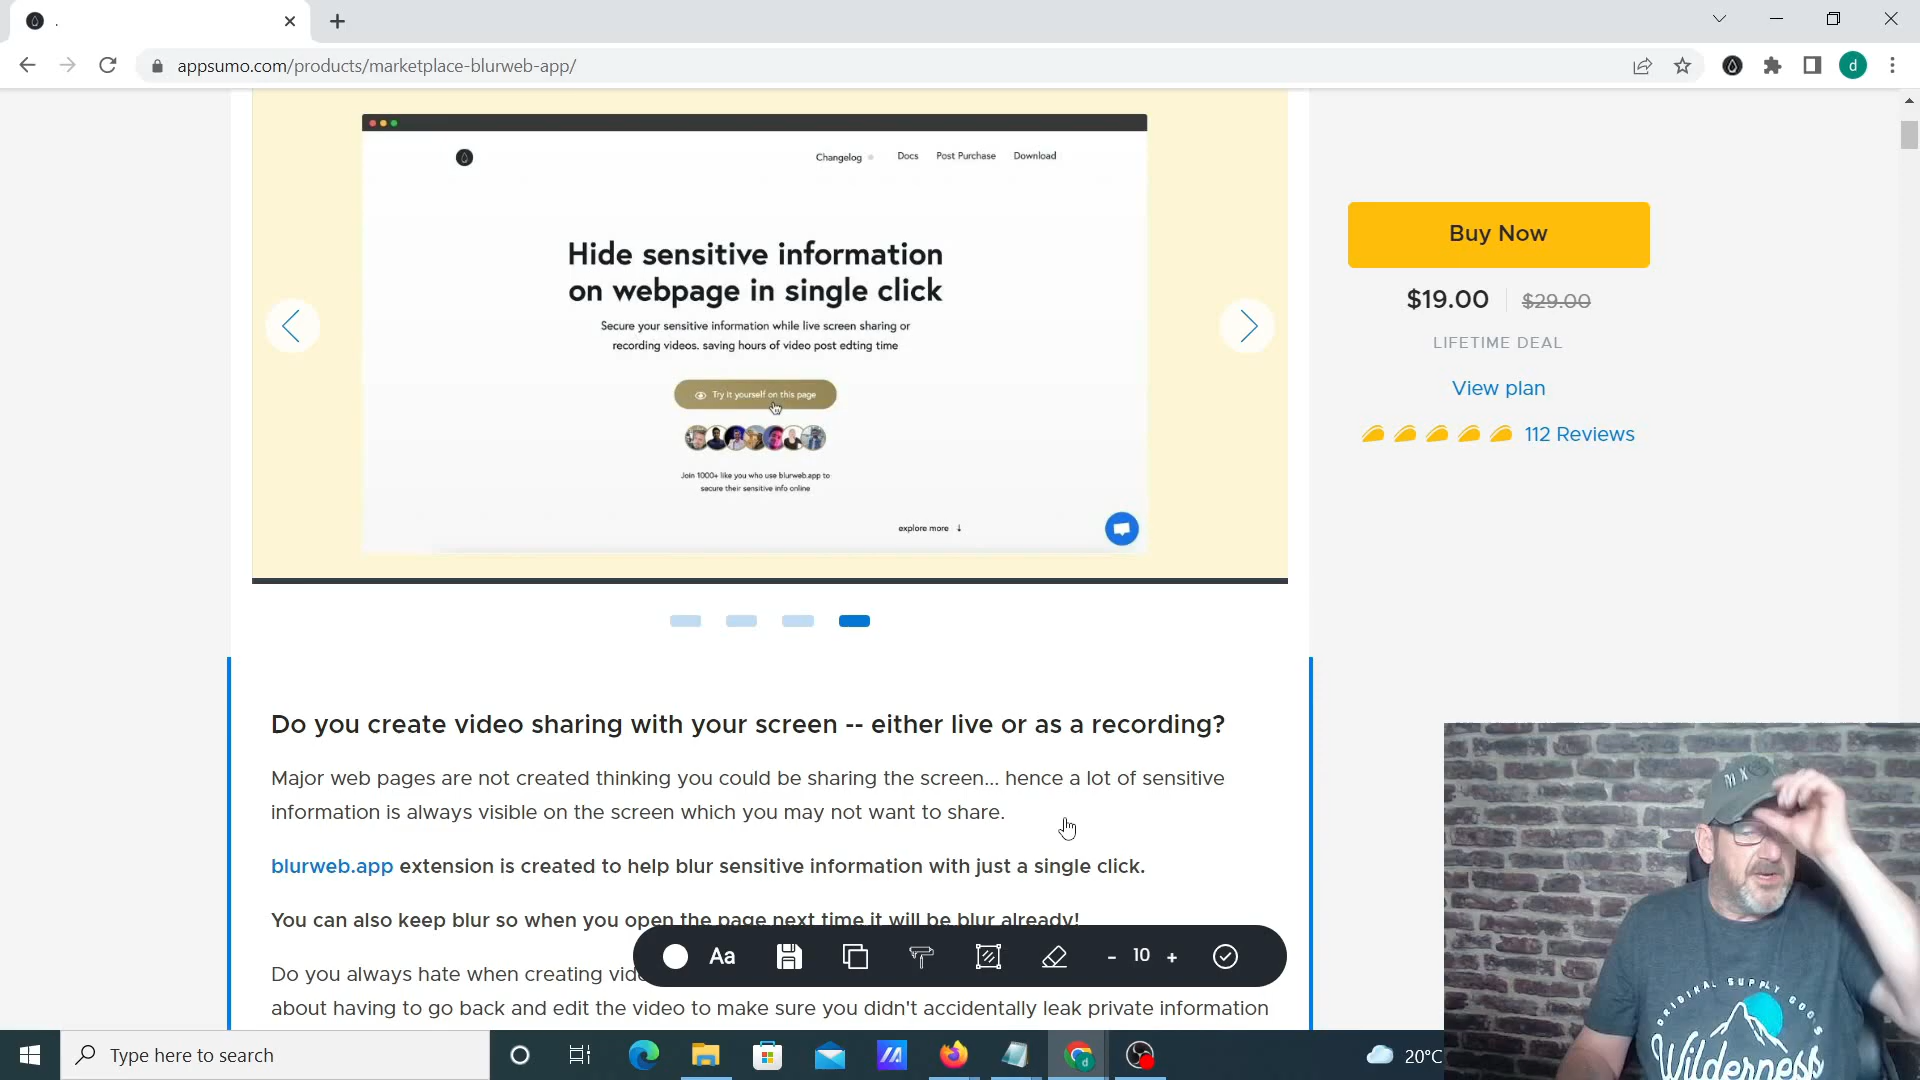 .
appsumo.com/products/marketplace-blurweb-app/
d
Changelog Docs Post Purchase Download
Hide sensitive information
on webpage in single click
Secure your sensitive information while live screen sharing or
recording videos. saving hours of video post edting time
Try it yourself on this page
Join 1000+ like you who use blurweb.app to
secure their sensitive info online
explore more ↓
Buy Now
$19.00 $29.00
LIFETIME DEAL
View plan
112 Reviews
Do you create video sharing with your screen -- either live or as a recording?
Major web pages are not created thinking you could be sharing the screen... hence a lot of sensitive
information is always visible on the screen which you may not want to share.
blurweb.app extension is created to help blur sensitive information with just a single click.
You can also keep blur so when you open the page next time it will be blur already!
Do you always hate when creating vid
about having to go back and edit the video to make sure you didn't accidentally leak private information
Aa - 10 +
Type here to search
20°C
MX
ORIGINAL SUPPLY GOODS
Wilderness